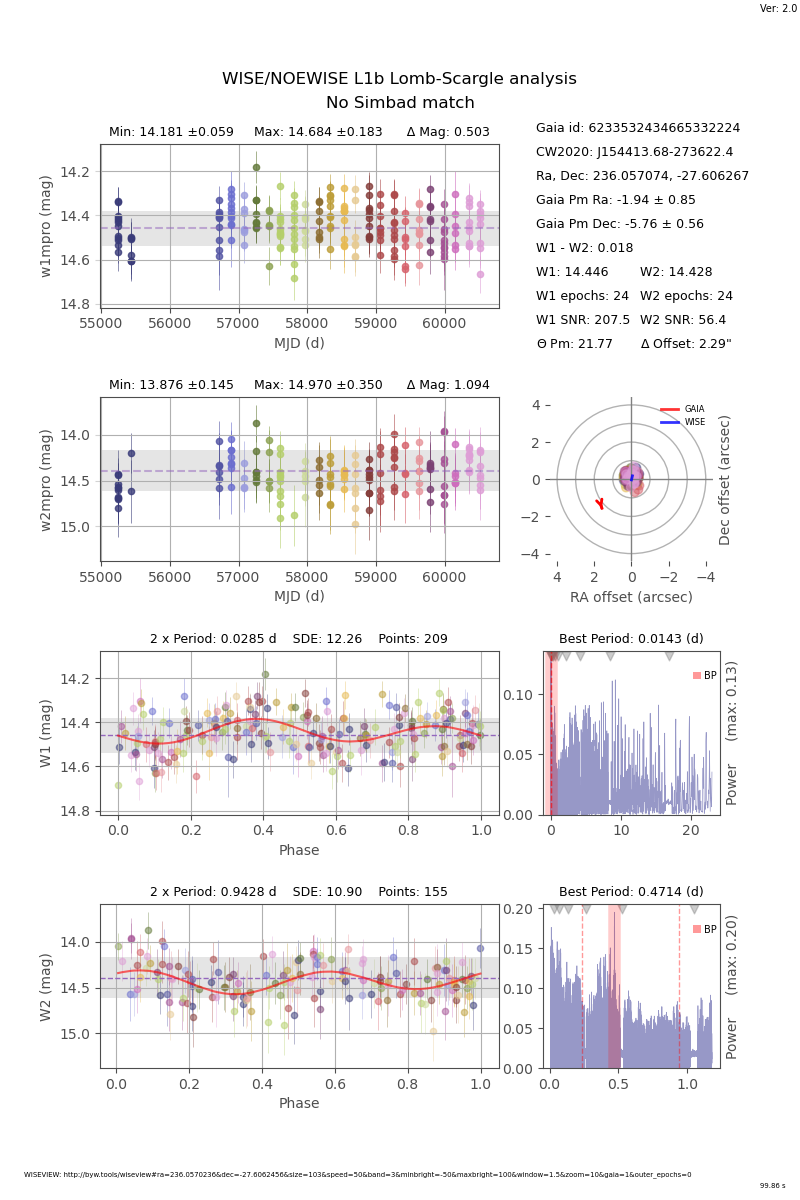 Ver: 2.0
WISE/NOEWISE L1b Lomb-Scargle analysis
No Simbad match
Min: 14.181 ±0.059 Max: 14.684 ±0.183 Δ Mag: 0.503
w1mpro (mag)
14.2
14.4
14.6
14.8
55000 56000 57000 58000 59000 60000
MJD (d)
Gaia id: 6233532434665332224
CW2020: J154413.68-273622.4
Ra, Dec: 236.057074, -27.606267
Gaia Pm Ra: -1.94 ± 0.85
Gaia Pm Dec: -5.76 ± 0.56
W1 - W2: 0.018
W1: 14.446 W2: 14.428
W1 epochs: 24 W2 epochs: 24
W1 SNR: 207.5 W2 SNR: 56.4
Θ Pm: 21.77 Δ Offset: 2.29"
Min: 13.876 ±0.145 Max: 14.970 ±0.350 Δ Mag: 1.094
w2mpro (mag)
14.0
14.5
15.0
55000 56000 57000 58000 59000 60000
MJD (d)
GAIA
WISE
4
2
0
−2
−4
4 2 0 −2 −4
RA offset (arcsec)
Dec offset (arcsec)
2 x Period: 0.0285 d SDE: 12.26 Points: 209
W1 (mag)
14.2
14.4
14.6
14.8
0.0 0.2 0.4 0.6 0.8 1.0
Phase
Best Period: 0.0143 (d)
BP
0.10
0.05
0.00
0 10 20
Power (max: 0.13)
2 x Period: 0.9428 d SDE: 10.90 Points: 155
W2 (mag)
14.0
14.5
15.0
0.0 0.2 0.4 0.6 0.8 1.0
Phase
Best Period: 0.4714 (d)
BP
0.20
0.15
0.10
0.05
0.00
0.0 0.5 1.0
Power (max: 0.20)
WISEVIEW: http://byw.tools/wiseview#ra=236.0570236&dec=-27.6062456&size=103&speed=50&band=3&minbright=-50&maxbright=100&window=1.5&zoom=10&gaia=1&outer_epochs=0
99.86 s